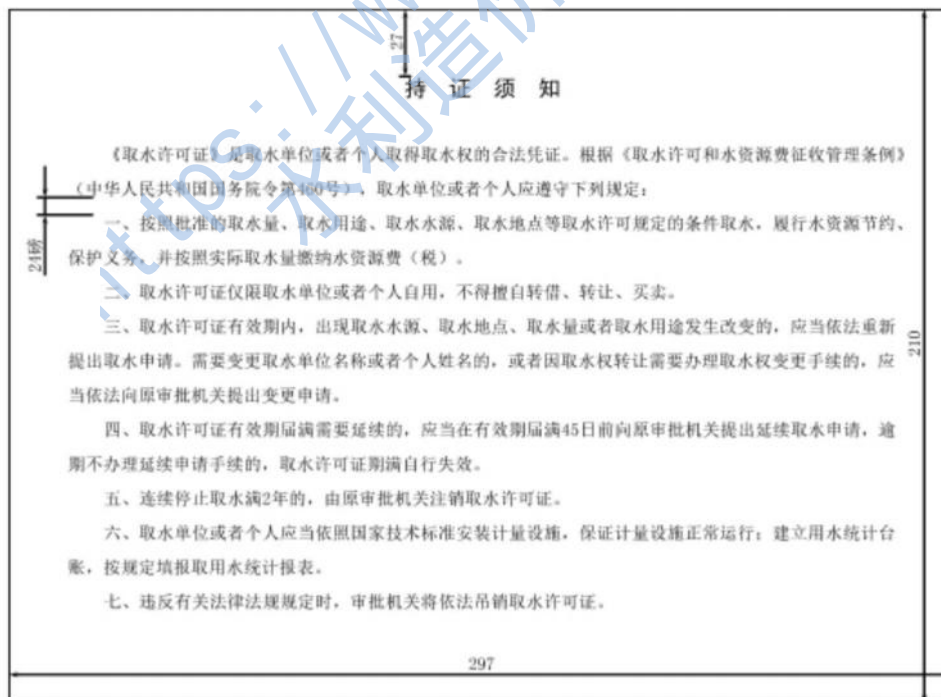 27
持 证 须 知
《取水许可证》是取水单位或者个人取得取水权的合法凭证。根据《取水许可和水资源费征收管理条例》
（中华人民共和国国务院令第460号），取水单位或者个人应遵守下列规定：
一、按照批准的取水量、取水用途、取水水源、取水地点等取水许可规定的条件取水，履行水资源节约、
保护义务，并按照实际取水量缴纳水资源费（税）。
24磅
二、取水许可证仅限取水单位或者个人自用，不得擅自转借、转让、买卖。
三、取水许可证有效期内，出现取水水源、取水地点、取水量或者取水用途发生改变的，应当依法重新
提出取水申请。需要变更取水单位名称或者个人姓名的，或者因取水权转让需要办理取水权变更手续的，应
当依法向原审批机关提出变更申请。
210
四、取水许可证有效期届满需要延续的，应当在有效期届满45日前向原审批机关提出延续取水申请，逾
期不办理延续申请手续的，取水许可证期满自行失效。
五、连续停止取水满2年的，由原审批机关注销取水许可证。
六、取水单位或者个人应当依照国家技术标准安装计量设施，保证计量设施正常运行；建立用水统计台
账，按规定填报取用水统计报表。
七、违反有关法律法规规定时，审批机关将依法吊销取水许可证。
297
https://w
水利造价